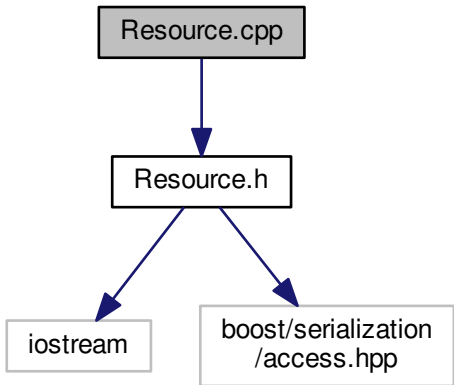 Resource.cpp
Resource.h
iostream
boost/serialization
/access.hpp